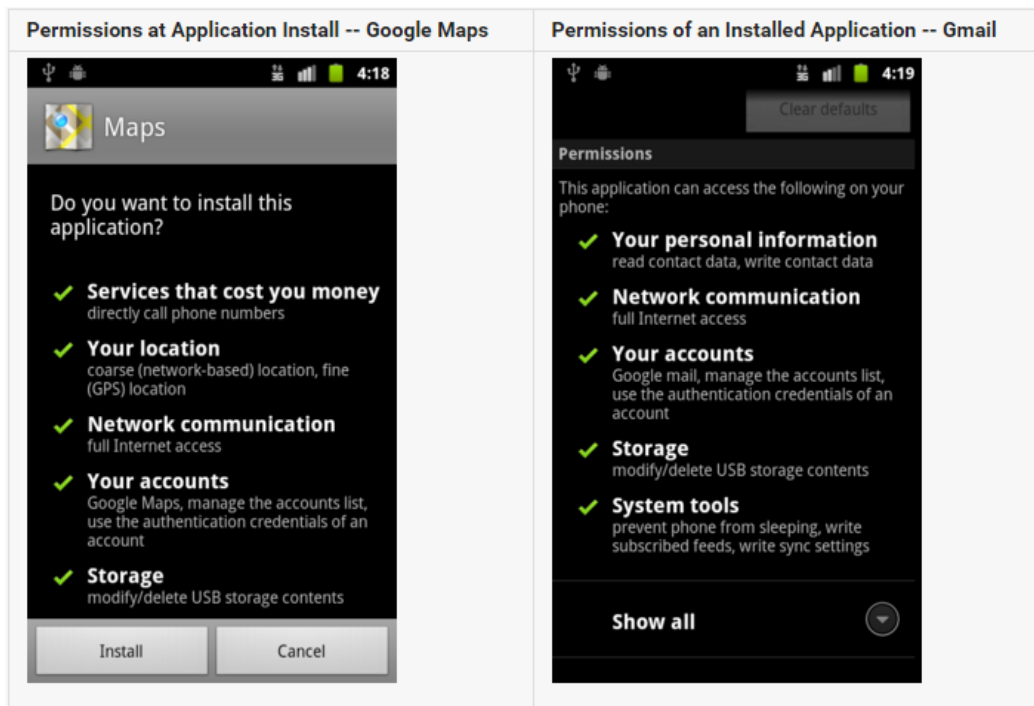 Permissions at Application Install -- Google Maps
Permissions of an Installed Application -- Gmail
3G
4:18
Maps
Do you want to install this
application?
Services that cost you money
directly call phone numbers
Your location
coarse (network-based) location, fine
(GPS) location
Network communication
full Internet access
Your accounts
Google Maps, manage the accounts list,
use the authentication credentials of an
account
Storage
modify/delete USB storage contents
Install
Cancel
3G
4:19
Clear defaults
Permissions
This application can access the following on your
phone:
Your personal information
read contact data, write contact data
Network communication
full Internet access
Your accounts
Google mail, manage the accounts list,
use the authentication credentials of an
account
Storage
modify/delete USB storage contents
System tools
prevent phone from sleeping, write
subscribed feeds, write sync settings
Show all